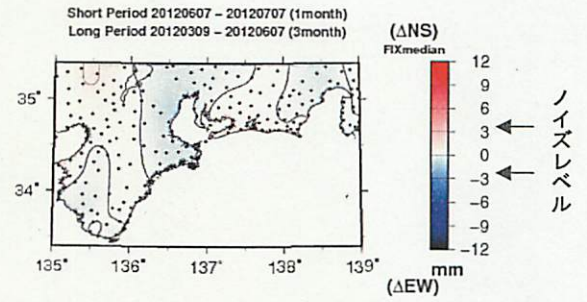 Short Period 20120607 – 20120707 (1month)
Long Period 20120309 – 20120607 (3month)
(ΔNS)
FIXmedian
12
9
6
3
0
−3
−6
−9
−12
mm
(ΔEW)
ノイズレベル
35°
34°
135°
136°
137°
138°
139°